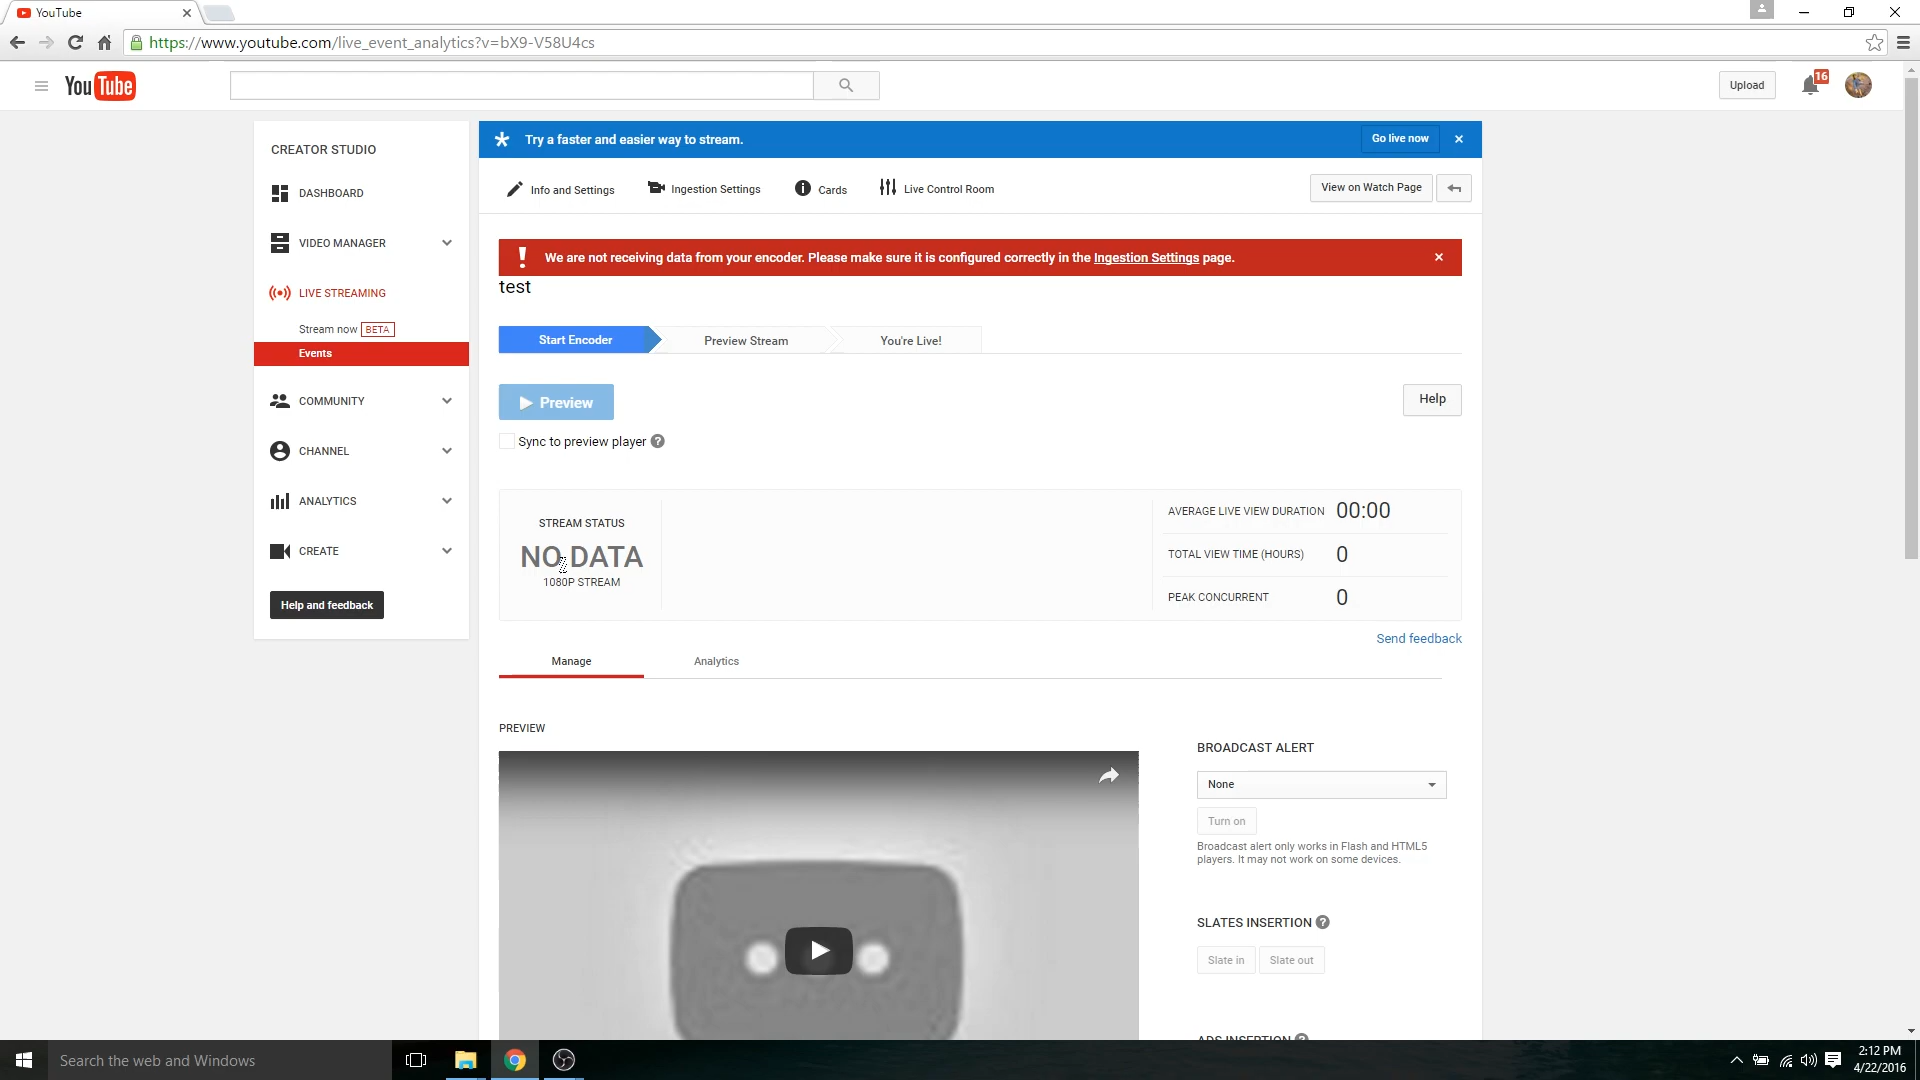 YouTube
https://www.youtube.com/live_event_analytics?v=bX9-V58U4cs
YouTube
Upload
16
CREATOR STUDIO
DASHBOARD
VIDEO MANAGER
LIVE STREAMING
Stream now BETA
Events
COMMUNITY
CHANNEL
ANALYTICS
CREATE
Help and feedback
Try a faster and easier way to stream.
Go live now
Info and Settings
Ingestion Settings
Cards
Live Control Room
View on Watch Page
We are not receiving data from your encoder. Please make sure it is configured correctly in the Ingestion Settings page.
test
Start Encoder
Preview Stream
You're Live!
Preview
Help
Sync to preview player
STREAM STATUS
NO DATA
1080P STREAM
AVERAGE LIVE VIEW DURATION 00:00
TOTAL VIEW TIME (HOURS) 0
PEAK CONCURRENT 0
Send feedback
Manage
Analytics
PREVIEW
BROADCAST ALERT
None
Turn on
Broadcast alert only works in Flash and HTML5
players. It may not work on some devices.
SLATES INSERTION
Slate in
Slate out
ADS INSERTION
Search the web and Windows
2:12 PM
4/22/2016